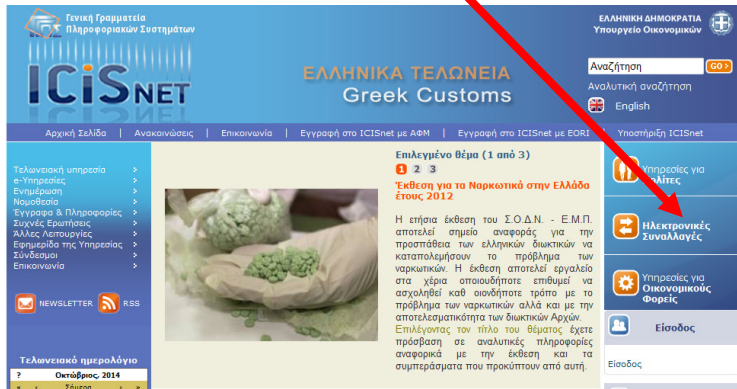 Γενική Γραμματεία
Πληροφοριακών Συστημάτων
ΕΛΛΗΝΙΚΗ ΔΗΜΟΚΡΑΤΙΑ
Υπουργείο Οικονομικών
ICiSNET
ΕΛΛΗΝΙΚΑ ΤΕΛΩΝΕΙΑ
Greek Customs
Αναζήτηση
GO
Αναλυτική αναζήτηση
English
Αρχική Σελίδα | Ανακοινώσεις | Επικοινωνία | Εγγραφή στο ICISnet με ΑΦΜ | Εγγραφή στο ICISnet με EORI | Υποστήριξη ICISnet
Τελωνειακή υπηρεσία
e-Υπηρεσίες
Ενημέρωση
Νομοθεσία
Έγγραφα & Πληροφορίες
Συχνές Ερωτήσεις
Άλλες Λειτουργίες
Εφημερίδα της Υπηρεσίας
Σύνδεσμοι
Επικοινωνία
NEWSLETTER
RSS
Τελωνειακό ημερολόγιο
? Οκτώβριος, 2014
« ‹ Σήμερα › »
Επιλεγμένο θέμα (1 από 3)
1 2 3
Έκθεση για τα Ναρκωτικά στην Ελλάδα
έτους 2012
Η ετήσια έκθεση του Σ.Ο.Δ.Ν. - Ε.Μ.Π.
αποτελεί σημείο αναφοράς για την
προσπάθεια των ελληνικών διωκτικών να
καταπολεμήσουν το πρόβλημα των
ναρκωτικών. Η έκθεση αποτελεί εργαλείο
στα χέρια οποιουδήποτε επιθυμεί να
ασχοληθεί καθ οιονδήποτε τρόπο με το
πρόβλημα των ναρκωτικών αλλά και με την
αποτελεσματικότητα των διωκτικών Αρχών.
Επιλέγοντας τον τίτλο του θέματος έχετε
πρόσβαση σε αναλυτικές πληροφορίες
αναφορικά με την έκθεση και τα
συμπεράσματα που προκύπτουν από αυτή.
Υπηρεσίες για
Πολίτες
Ηλεκτρονικές
Συναλλαγές
Υπηρεσίες για
Οικονομικούς
Φορείς
Είσοδος
Είσοδος